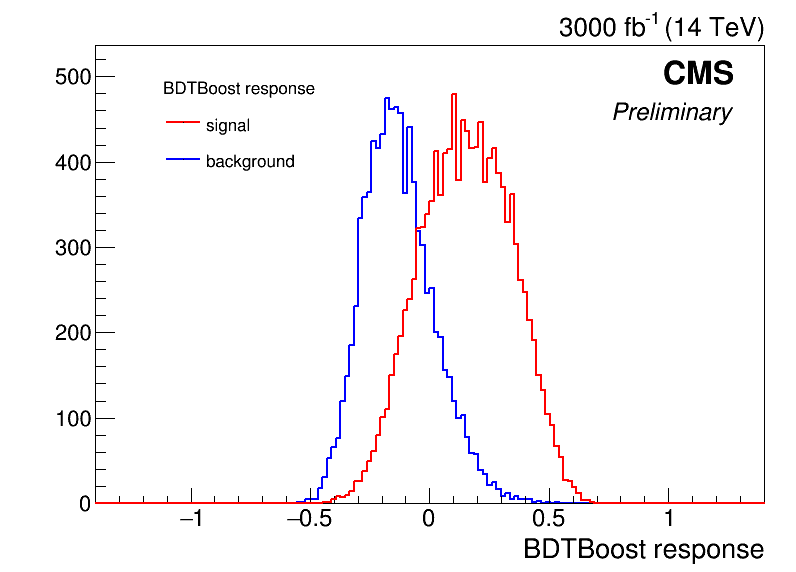 3000 fb⁻¹ (14 TeV)
CMS
Preliminary
BDTBoost response
signal
background
500
400
300
200
100
0
−1 −0.5 0 0.5 1
BDTBoost response